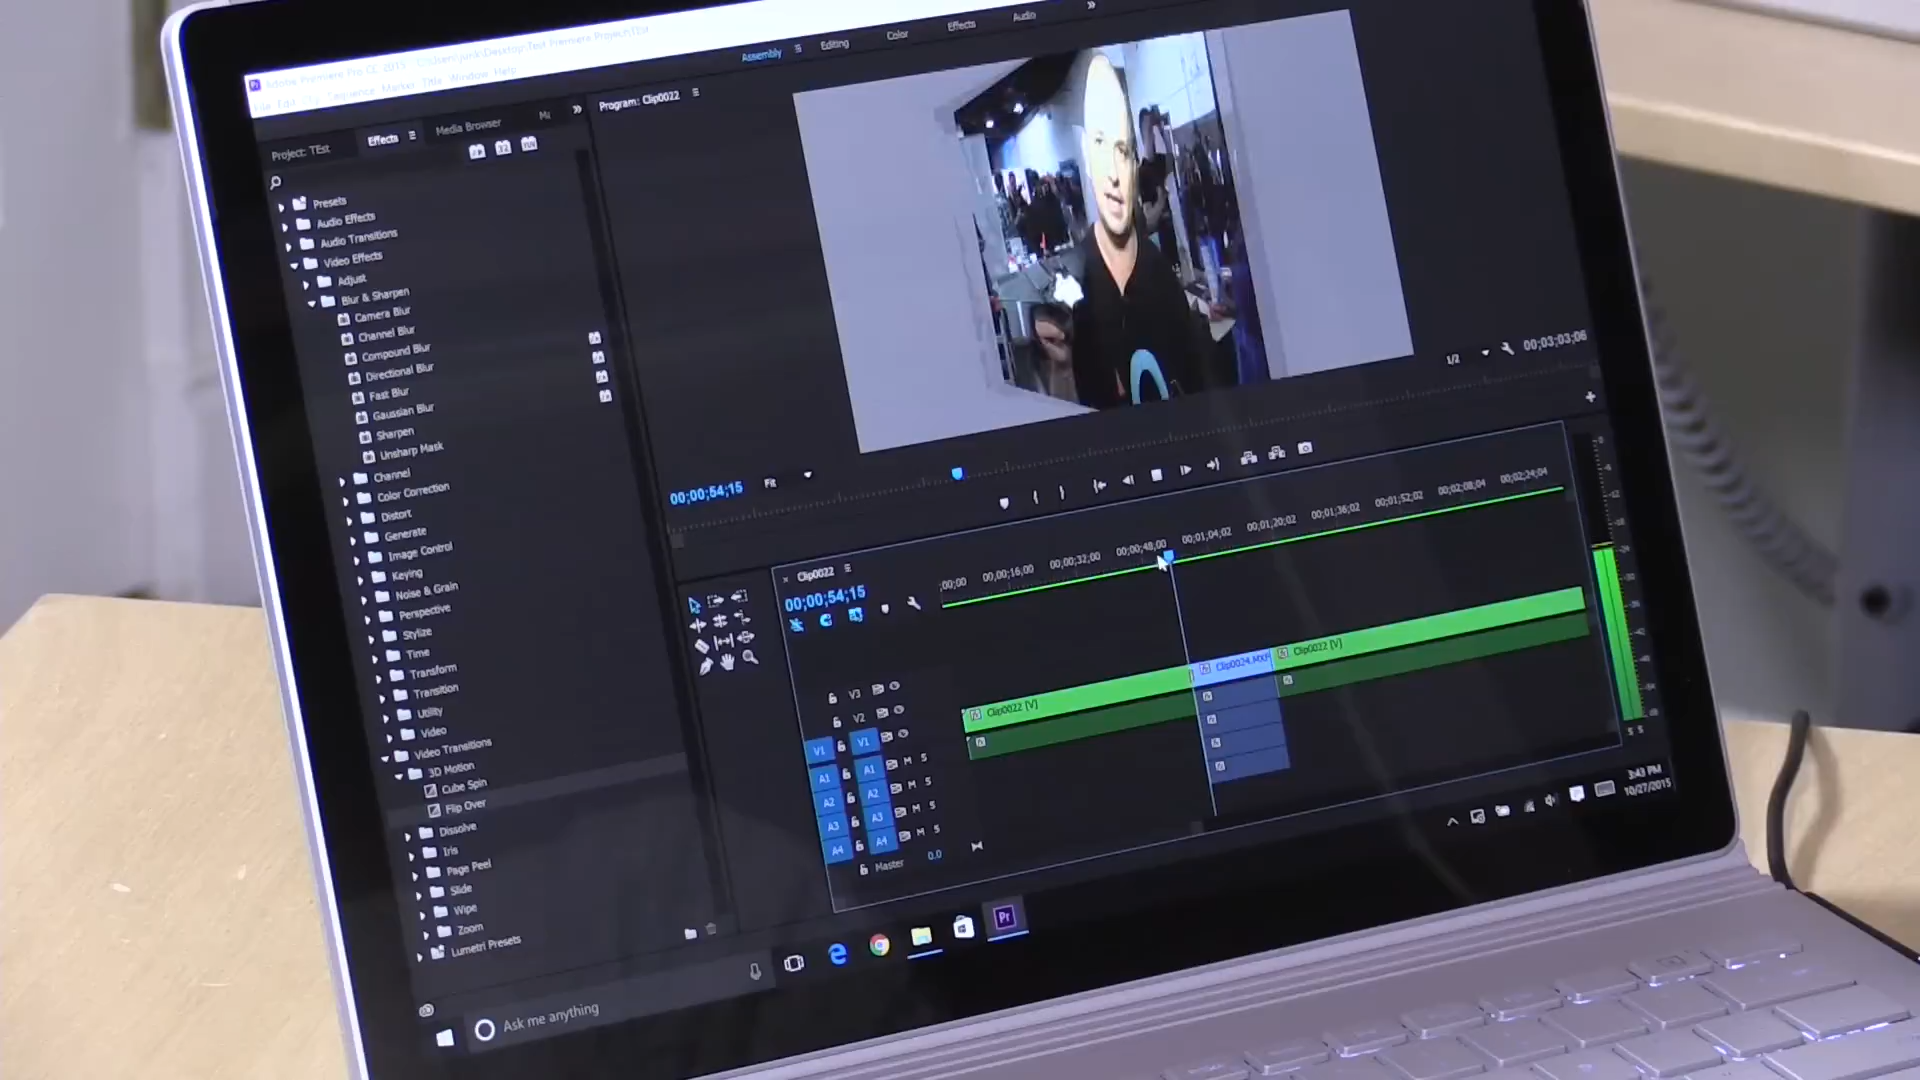 Adobe Premiere Pro CC 2015 - C:\Users\junk\Desktop\Test Premiere Project\TEst
File Edit Clip Sequence Marker Title Window Help
Assembly Editing Color Effects Audio
Project: TEst Effects Media Browser
Program: Clip0022
Presets
Audio Effects
Audio Transitions
Video Effects
Adjust
Blur & Sharpen
Camera Blur
Channel Blur
Compound Blur
Directional Blur
Fast Blur
Gaussian Blur
Sharpen
Unsharp Mask
Channel
Color Correction
Distort
Generate
Image Control
Keying
Noise & Grain
Perspective
Stylize
Time
Transform
Transition
Utility
Video
Video Transitions
3D Motion
Cube Spin
Flip Over
Dissolve
Iris
Page Peel
Slide
Wipe
Zoom
Lumetri Presets
00;00;54;15 Fit
1/2 00;03;03;06
Clip0022
00;00;54;15
;00;00 00;00;16;00 00;00;32;00 00;00;48;00 00;01;04;02 00;01;20;02 00;01;36;02 00;01;52;02 00;02;08;04 00;02;24;04
V3
V2
V1 V1
A1 A1 M S
A2 A2 M S
A3 A3 M S
A4 A4 M S
Master 0.0
Clip0022 [V]
Clip0024.MXF
Clip0022 [V]
S S
3:43 PM
10/27/2015
Pr
Ask me anything